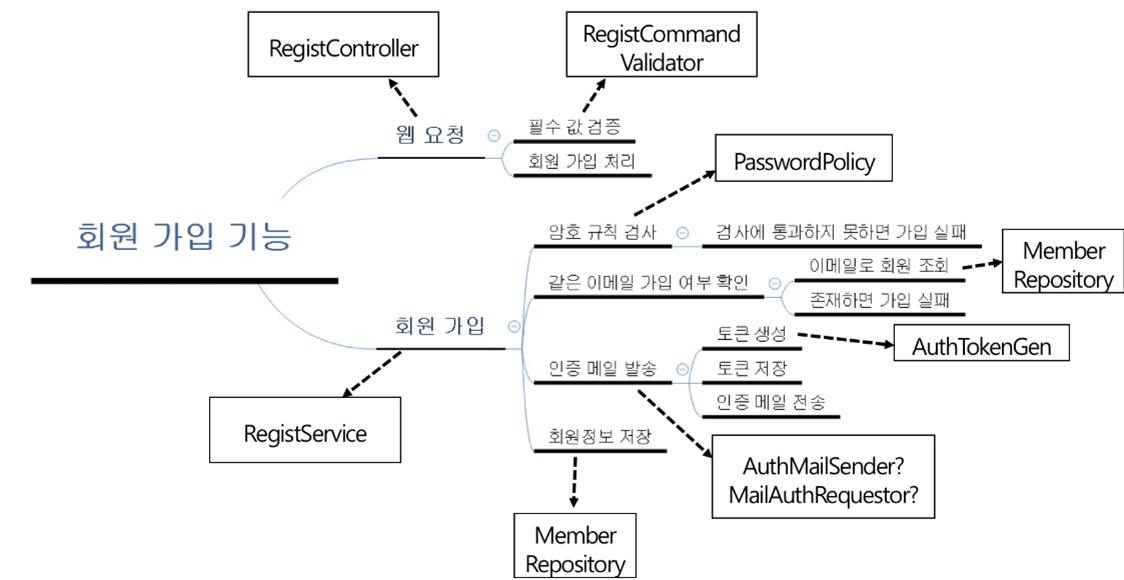 RegistController
RegistCommand
Validator
웹 요청
필수 값 검증
회원 가입 처리
PasswordPolicy
회원 가입 기능
암호 규칙 검사
검사에 통과하지 못하면 가입 실패
같은 이메일 가입 여부 확인
이메일로 회원 조회
존재하면 가입 실패
Member
Repository
회원 가입
토큰 생성
AuthTokenGen
인증 메일 발송
토큰 저장
인증 메일 전송
RegistService
회원정보 저장
AuthMailSender?
MailAuthRequestor?
Member
Repository